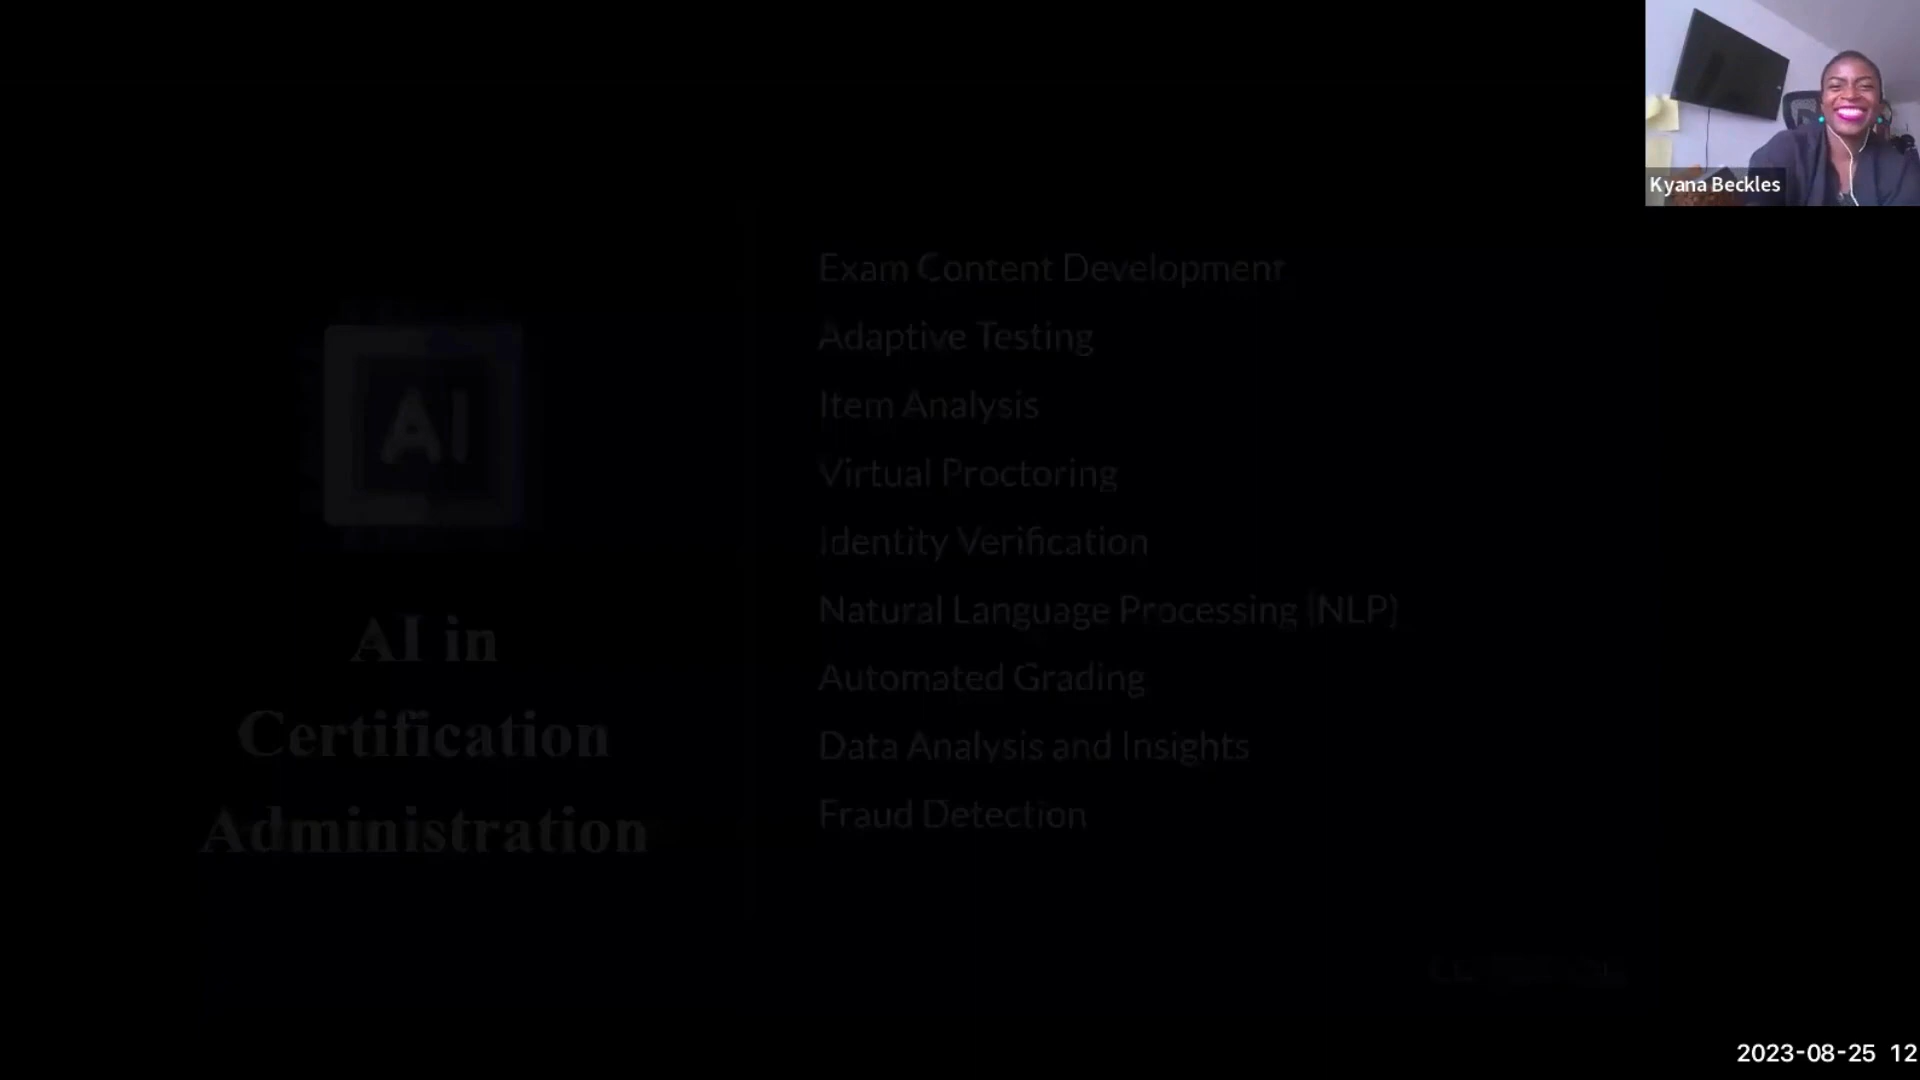 Kyana Beckles
Exam Content Development
Adaptive Testing
Item Analysis
Virtual Proctoring
Identity Verification
Natural Language Processing (NLP)
Automated Grading
Data Analysis and Insights
Fraud Detection
AI
AI in
Certification
Administration
2023-08-25 12